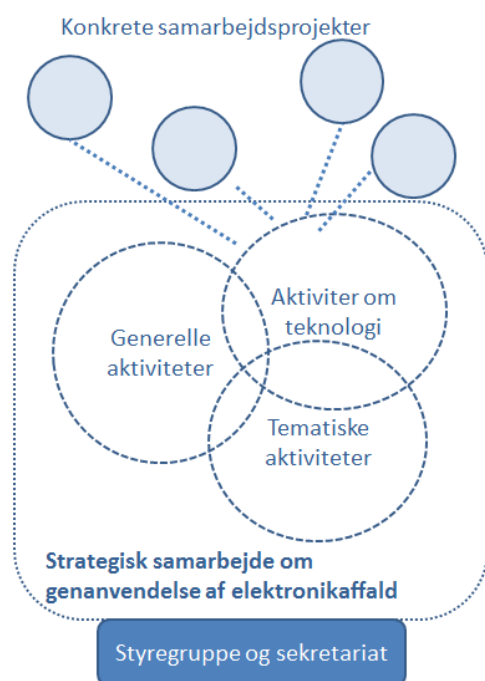 Konkrete samarbejdsprojekter
Aktiviter om
teknologi
Generelle
aktiviteter
Tematiske
aktiviteter
Strategisk samarbejde om
genanvendelse af elektronikaffald
Styregruppe og sekretariat